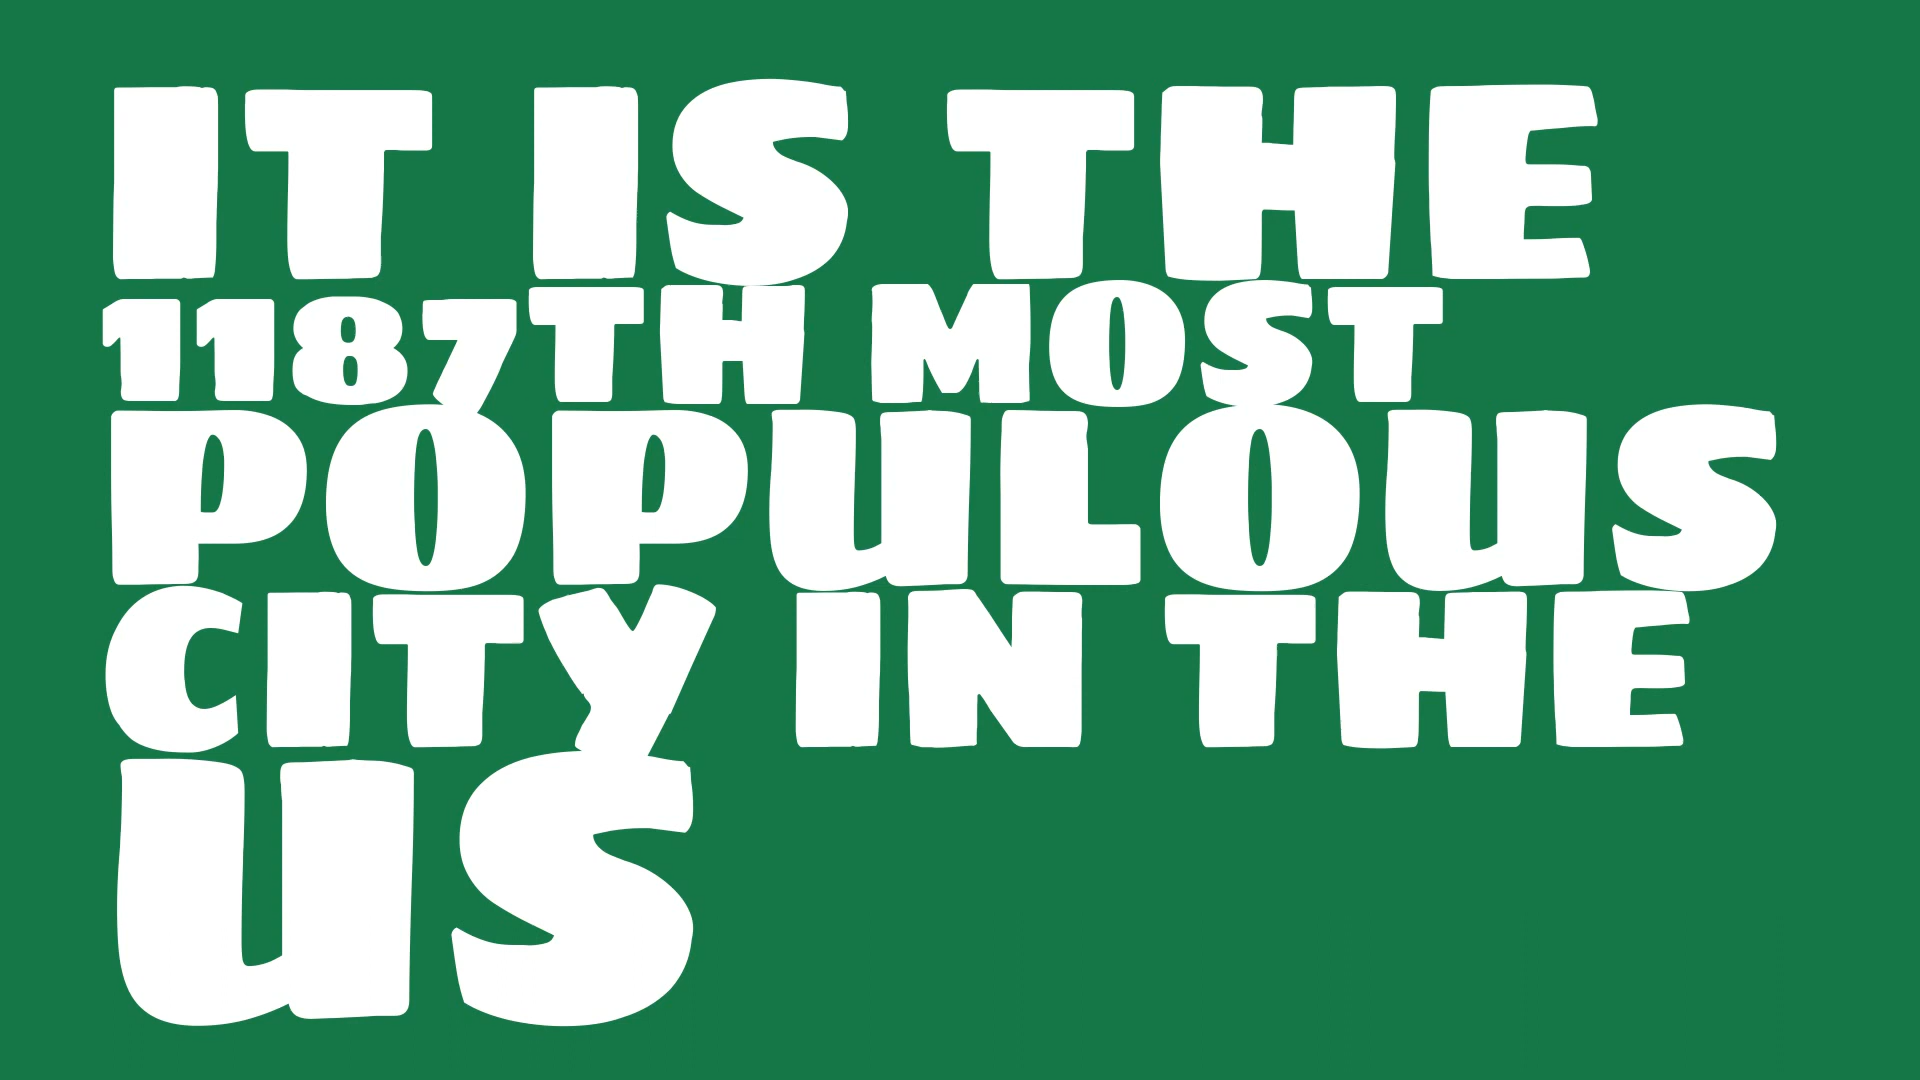 IT IS THE
1187TH MOST
POPULOUS
CITY IN THE
US